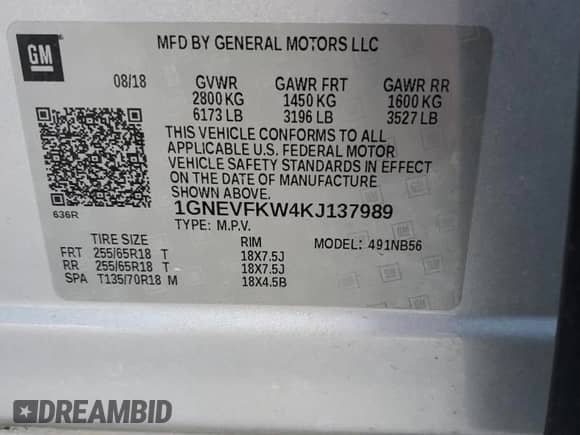 GM
MFD BY GENERAL MOTORS LLC
08/18 GVWR GAWR FRT GAWR RR
2800 KG 1450 KG 1600 KG
6173 LB 3196 LB 3527 LB
THIS VEHICLE CONFORMS TO ALL
APPLICABLE U.S. FEDERAL MOTOR
VEHICLE SAFETY STANDARDS IN EFFECT
ON THE DATE OF MANUFACTURE
SHOWN ABOVE.
636R
1GNEVFKW4KJ137989
TYPE: M.P.V.
TIRE SIZE RIM MODEL: 491NB56
FRT 255/65R18 T 18X7.5J
RR 255/65R18 T 18X7.5J
SPA T135/70R18 M 18X4.5B
DREAMBID